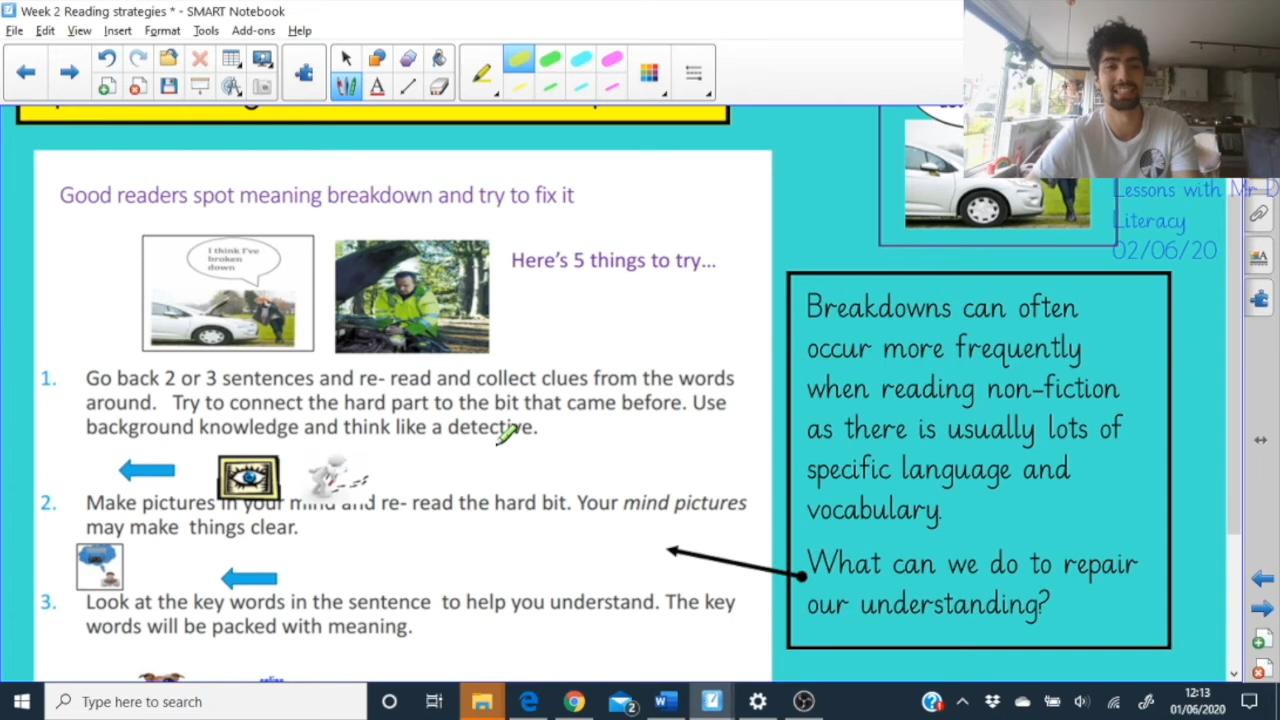 Week 2 Reading strategies * - SMART Notebook
File Edit View Insert Format Tools Add-ons Help
Good readers spot meaning breakdown and try to fix it
I think I've
broken
down
Here's 5 things to try...
1. Go back 2 or 3 sentences and re- read and collect clues from the words
around. Try to connect the hard part to the bit that came before. Use
background knowledge and think like a detective.
2. Make pictures in your mind and re- read the hard bit. Your mind pictures
may make things clear.
3. Look at the key words in the sentence to help you understand. The key
words will be packed with meaning.
Lessons with Mr D
Literacy
02/06/20
Breakdowns can often
occur more frequently
when reading non-fiction
as there is usually lots of
specific language and
vocabulary.
What can we do to repair
our understanding?
Type here to search
2
12:13
01/06/2020